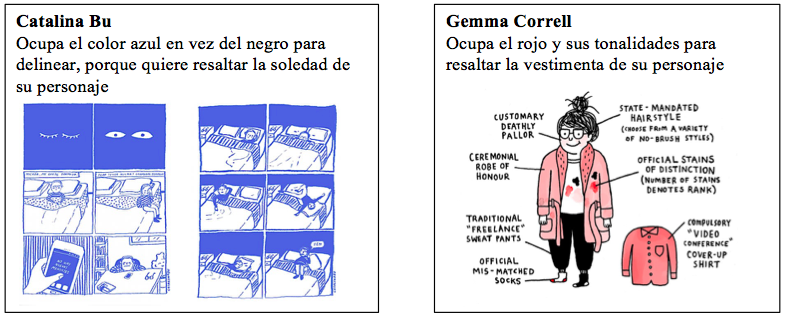 Catalina Bu
Ocupa el color azul en vez del negro para
delinear, porque quiere resaltar la soledad de
su personaje
Gemma Correll
Ocupa el rojo y sus tonalidades para
resaltar la vestimenta de su personaje
CUSTOMARY
DEATHLY
PALLOR
STATE-MANDATED
HAIRSTYLE
(CHOOSE FROM A VARIETY
OF NO-BRUSH STYLES)
CEREMONIAL
ROBE OF
HONOUR
OFFICIAL STAINS
OF DISTINCTION
(NUMBER OF STAINS
DENOTES RANK)
TRADITIONAL
"FREELANCE"
SWEAT PANTS
COMPULSORY
"VIDEO
CONFERENCE"
COVER-UP
SHIRT
OFFICIAL
MIS-MATCHED
SOCKS